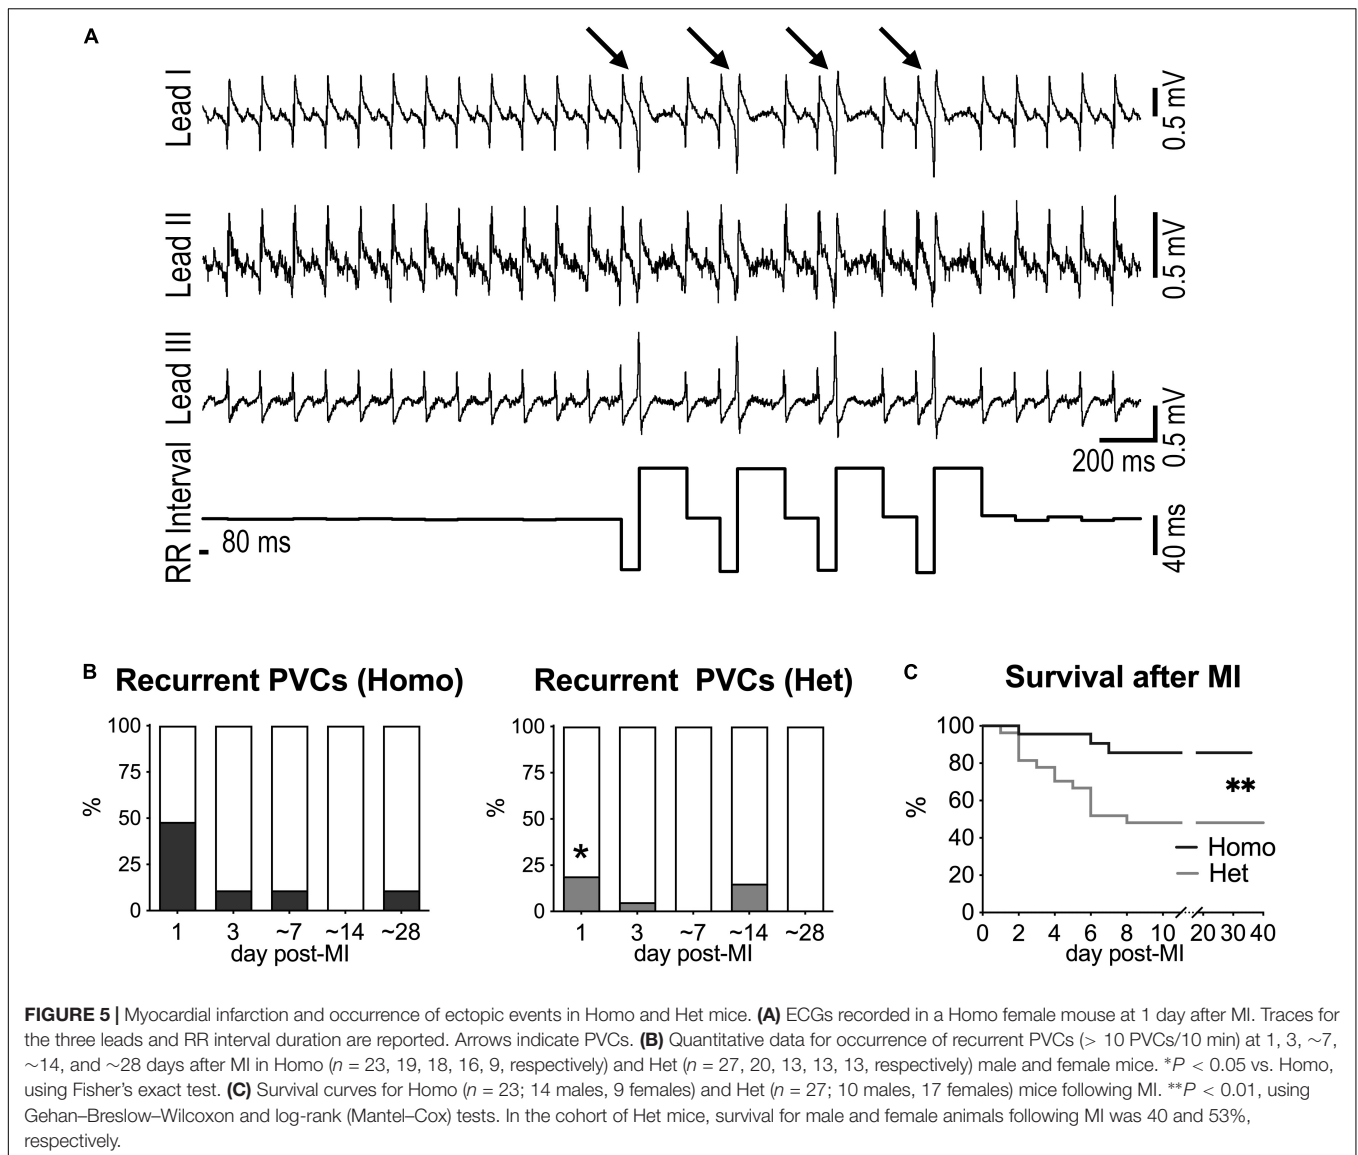 A
Lead I
0.5 mV
Lead II
0.5 mV
Lead III
0.5 mV
200 ms
RR Interval
80 ms
40 ms
B
Recurrent PVCs (Homo)
100
75
50
25
0
%
1 3 ~7 ~14 ~28
day post-MI
Recurrent PVCs (Het)
100
75
50
25
0
%
*
1 3 ~7 ~14 ~28
day post-MI
C
Survival after MI
100
80
60
40
20
0
%
**
Homo
Het
0 2 4 6 8 10 20 30 40
day post-MI
FIGURE 5 | Myocardial infarction and occurrence of ectopic events in Homo and Het mice. (A) ECGs recorded in a Homo female mouse at 1 day after MI. Traces for
the three leads and RR interval duration are reported. Arrows indicate PVCs. (B) Quantitative data for occurrence of recurrent PVCs (> 10 PVCs/10 min) at 1, 3, ~7,
~14, and ~28 days after MI in Homo (n = 23, 19, 18, 16, 9, respectively) and Het (n = 27, 20, 13, 13, 13, respectively) male and female mice. *P < 0.05 vs. Homo,
using Fisher's exact test. (C) Survival curves for Homo (n = 23; 14 males, 9 females) and Het (n = 27; 10 males, 17 females) mice following MI. **P < 0.01, using
Gehan–Breslow–Wilcoxon and log-rank (Mantel–Cox) tests. In the cohort of Het mice, survival for male and female animals following MI was 40 and 53%,
respectively.